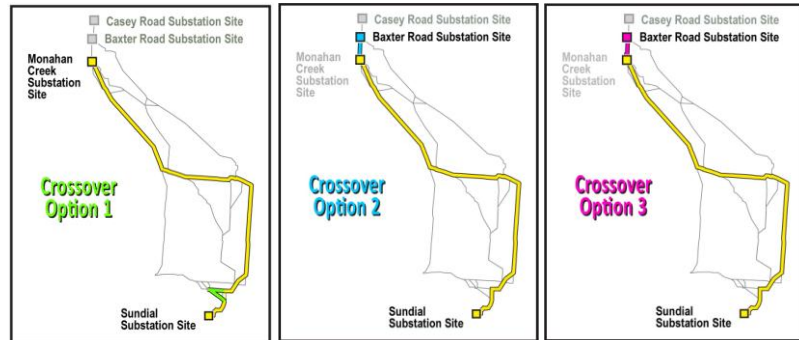 Casey Road Substation Site
Baxter Road Substation Site
Monahan
Creek
Substation
Site
Crossover
Option 1
Sundial
Substation Site
Casey Road Substation Site
Baxter Road Substation Site
Monahan
Creek
Substation
Site
Crossover
Option 2
Sundial
Substation Site
Casey Road Substation Site
Baxter Road Substation Site
Monahan
Creek
Substation
Site
Crossover
Option 3
Sundial
Substation Site